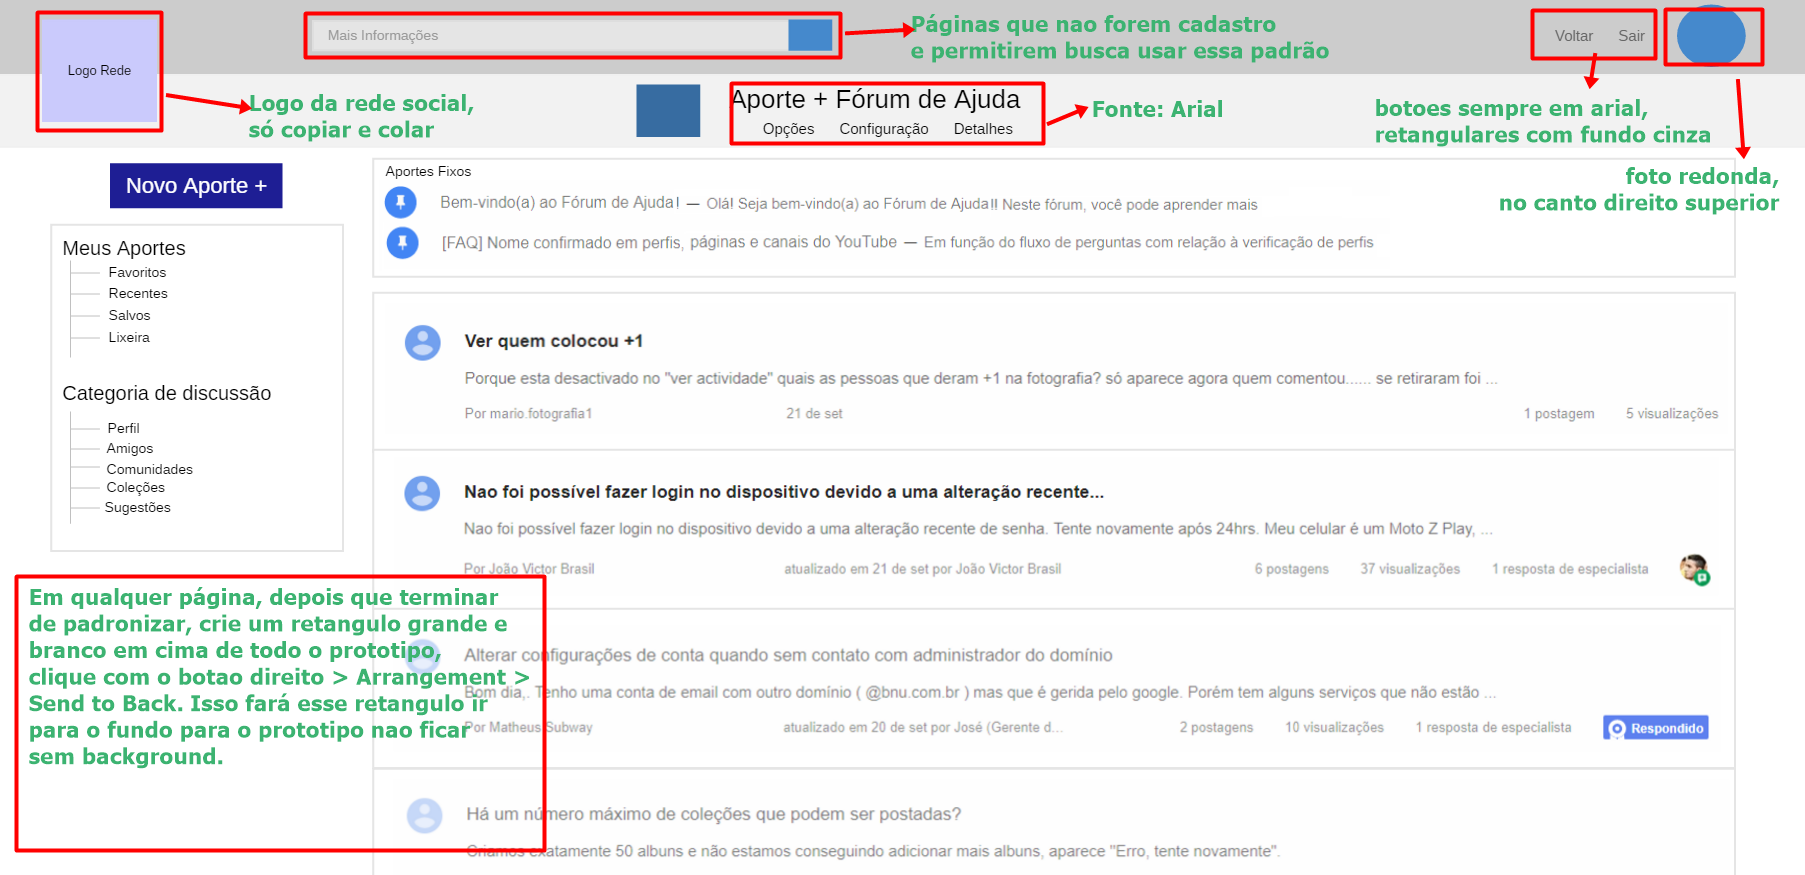 Logo Rede
Mais Informações
Páginas que nao forem cadastro
e permitirem busca usar essa padrão
Voltar Sair
Logo da rede social,
só copiar e colar
Aporte + Fórum de Ajuda
Opções Configuração Detalhes
Fonte: Arial
botoes sempre em arial,
retangulares com fundo cinza
foto redonda,
no canto direito superior
Novo Aporte +
Meus Aportes
Favoritos
Recentes
Salvos
Lixeira
Categoria de discussão
Perfil
Amigos
Comunidades
Coleções
Sugestões
Aportes Fixos
Bem-vindo(a) ao Fórum de Ajuda! — Olá! Seja bem-vindo(a) ao Fórum de Ajuda!! Neste fórum, você pode aprender mais
[FAQ] Nome confirmado em perfis, páginas e canais do YouTube — Em função do fluxo de perguntas com relação à verificação de perfis
Ver quem colocou +1
Porque esta desactivado no "ver actividade" quais as pessoas que deram +1 na fotografia? só aparece agora quem comentou...... se retiraram foi ...
Por mario.fotografia1 21 de set 1 postagem 5 visualizações
Nao foi possível fazer login no dispositivo devido a uma alteração recente...
Nao foi possível fazer login no dispositivo devido a uma alteração recente de senha. Tente novamente após 24hrs. Meu celular é um Moto Z Play, ...
Por João Victor Brasil atualizado em 21 de set por João Victor Brasil 6 postagens 37 visualizações 1 resposta de especialista
Em qualquer página, depois que terminar
de padronizar, crie um retangulo grande e
branco em cima de todo o prototipo,
clique com o botao direito > Arrangement >
Send to Back. Isso fará esse retangulo ir
para o fundo para o prototipo nao ficar
sem background.
Alterar configurações de conta quando sem contato com administrador do domínio
Bom dia,. Tenho uma conta de email com outro domínio ( @bnu.com.br ) mas que é gerida pelo google. Porém tem alguns serviços que não estão ...
Por Matheus Subway atualizado em 20 de set por José (Gerente d... 2 postagens 10 visualizações 1 resposta de especialista Respondido
Há um número máximo de coleções que podem ser postadas?
Criamos exatamente 50 albuns e não estamos conseguindo adicionar mais albuns, aparece "Erro, tente novamente".